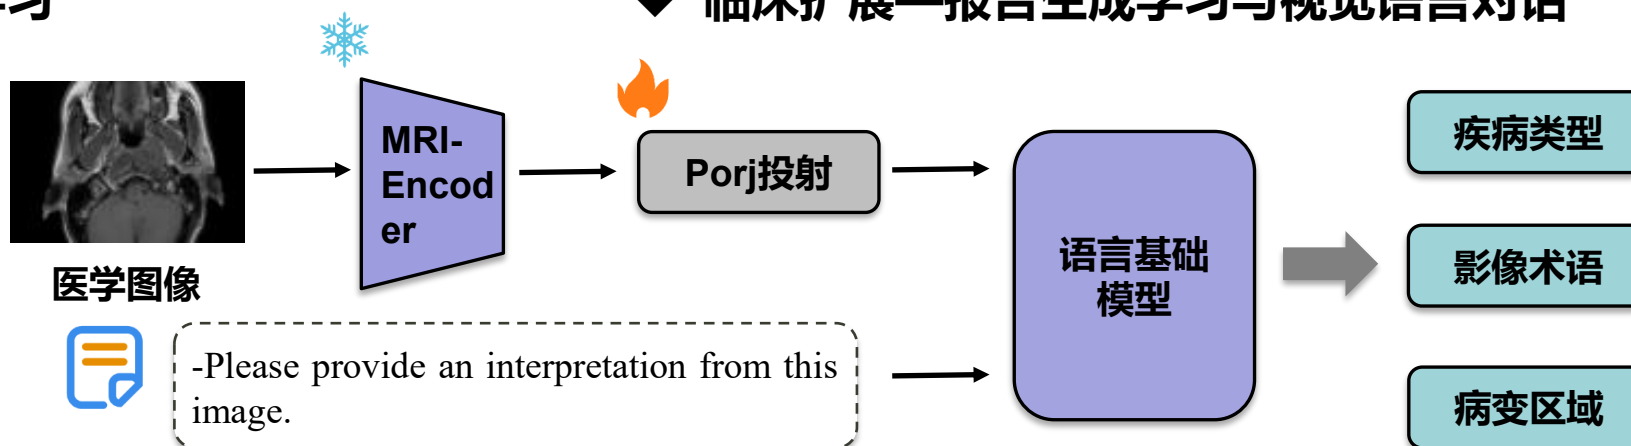 习
临床扩展—报告生成学习与视觉语言对话
MRI-
Encod
er
Porj投射
疾病类型
语言基础
模型
影像术语
医学图像
-Please provide an interpretation from this
image.
病变区域